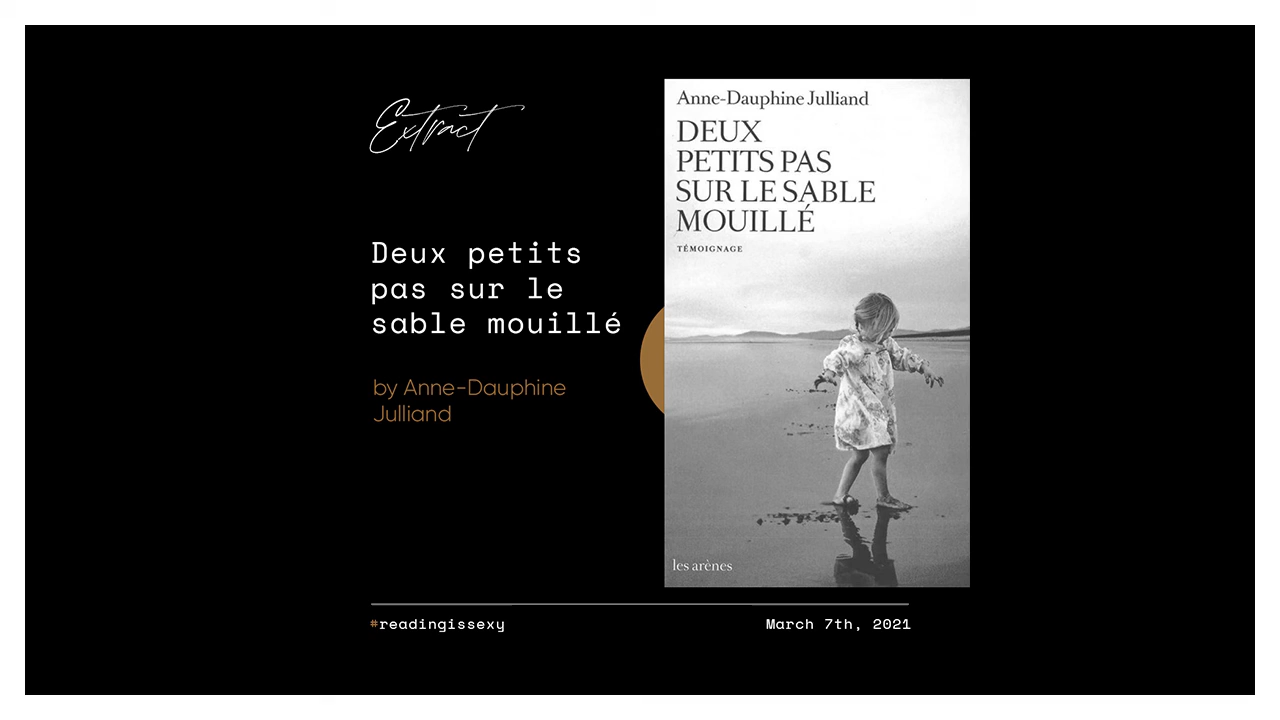 Extract
Deux petits
pas sur le
sable mouillé
by Anne-Dauphine
Julliand
Anne-Dauphine Julliand
DEUX
PETITS PAS
SUR LE SABLE
MOUILLÉ
TÉMOIGNAGE
les arènes
#readingissexy
March 7th, 2021